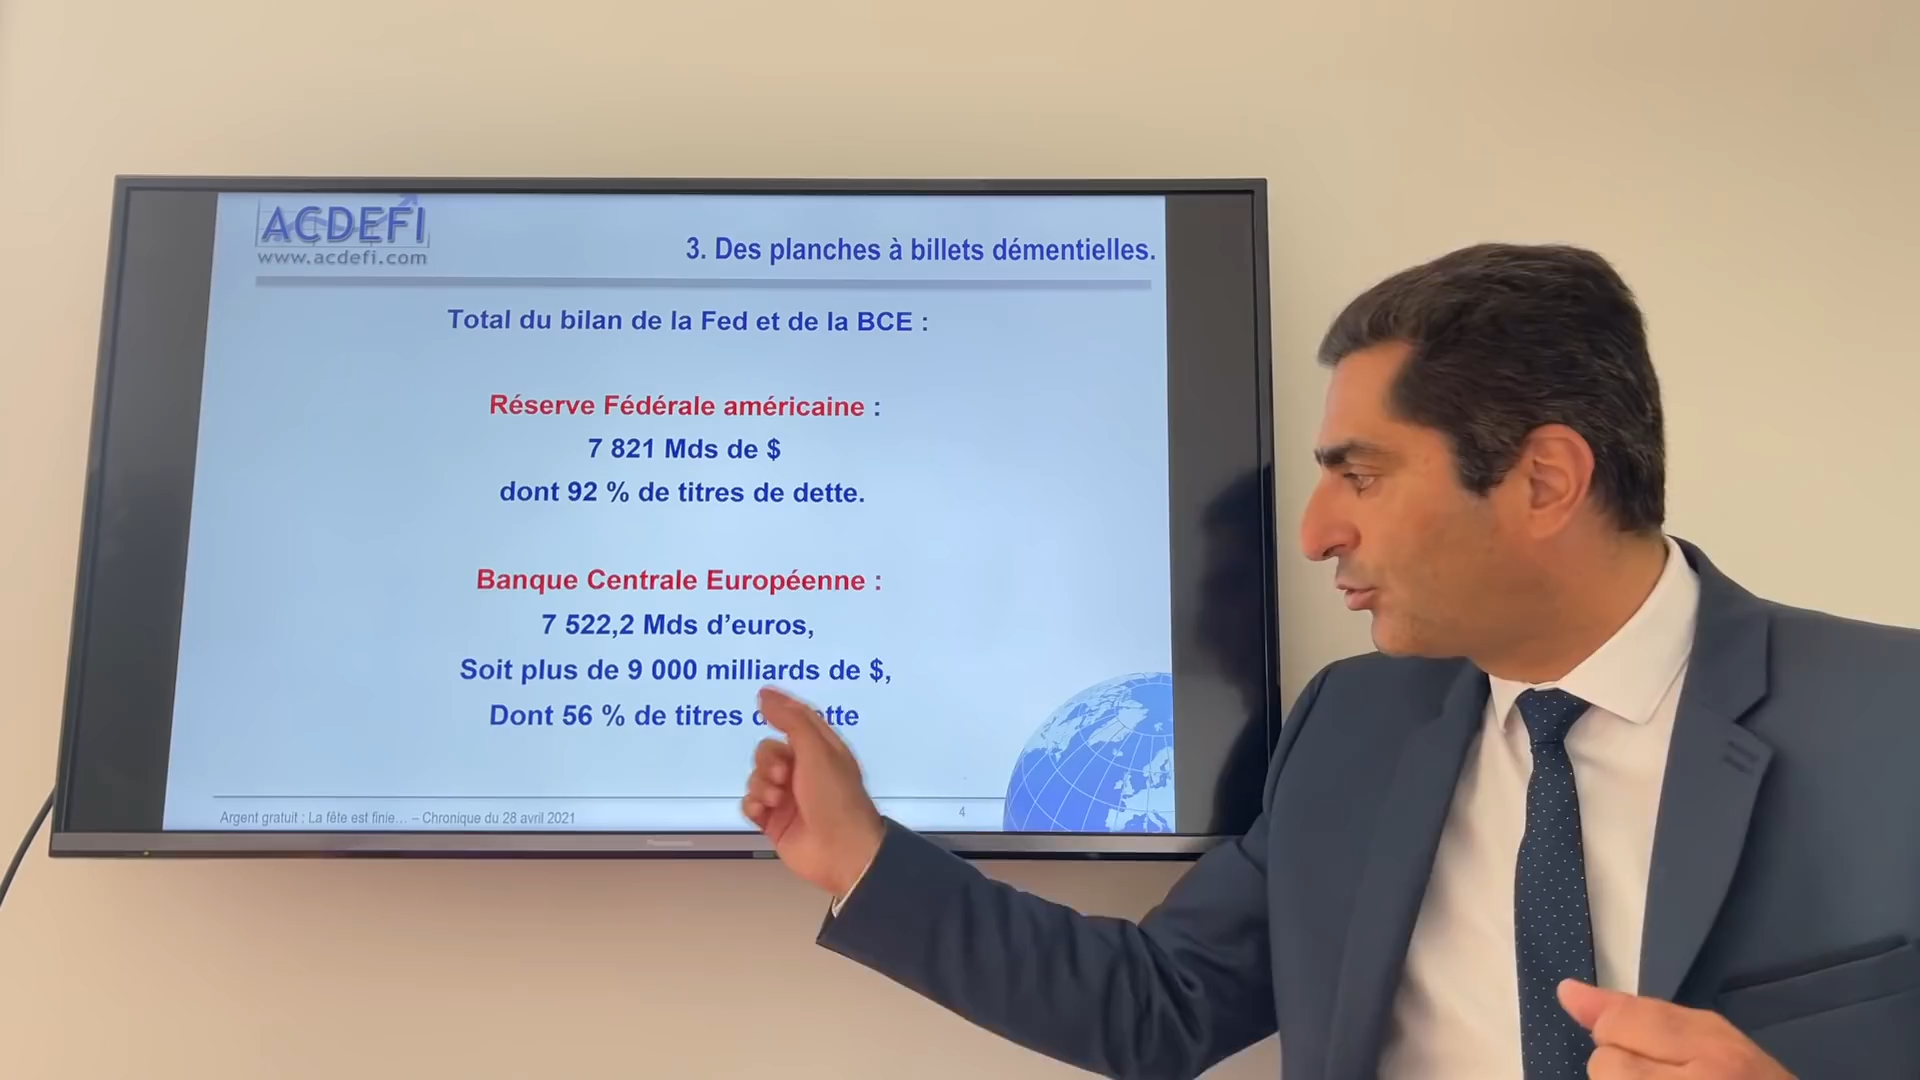 ACDEFI
www.acdefi.com
3. Des planches à billets démentielles.
Total du bilan de la Fed et de la BCE :
Réserve Fédérale américaine :
7 821 Mds de $
dont 92 % de titres de dette.
Banque Centrale Européenne :
7 522,2 Mds d’euros,
Soit plus de 9 000 milliards de $,
Dont 56 % de titres
Argent gratuit : La fête est finie... – Chronique du 28 avril 2021
4